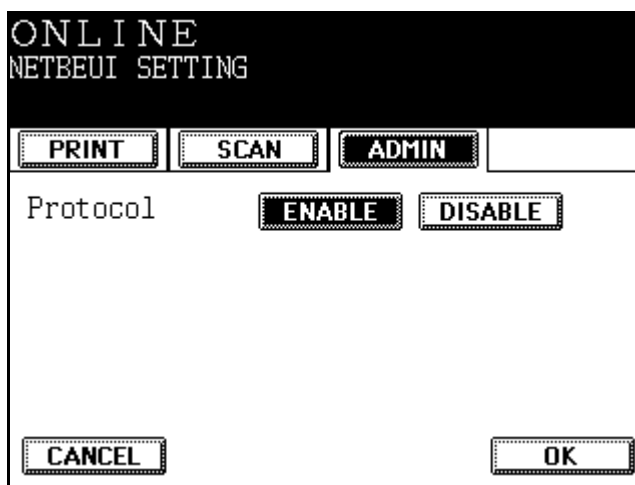 ONLINE
NETBEUI SETTING
PRINT SCAN ADMIN
Protocol ENABLE DISABLE
CANCEL OK